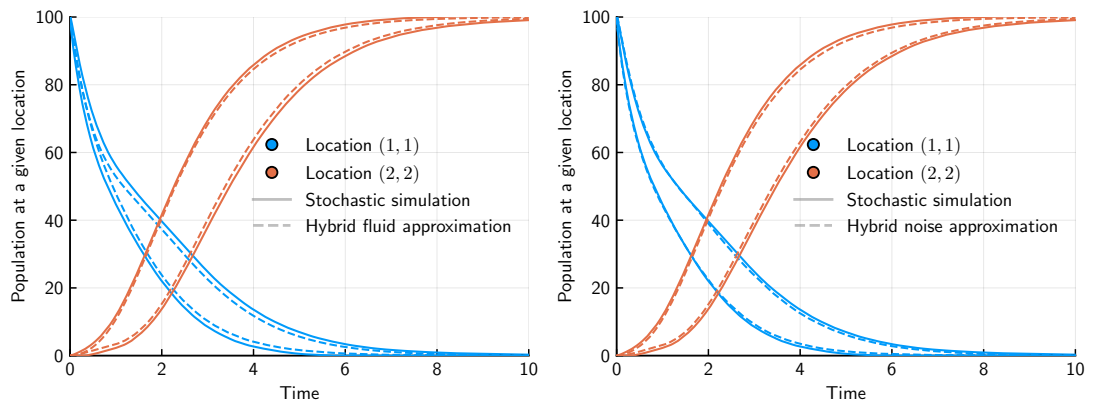 Population at a given location
100
80
60
40
20
0
0
2
4
6
8
10
Time
Location (1, 1)
Location (2, 2)
Stochastic simulation
Hybrid fluid approximation
Population at a given location
100
80
60
40
20
0
0
2
4
6
8
10
Time
Location (1, 1)
Location (2, 2)
Stochastic simulation
Hybrid noise approximation